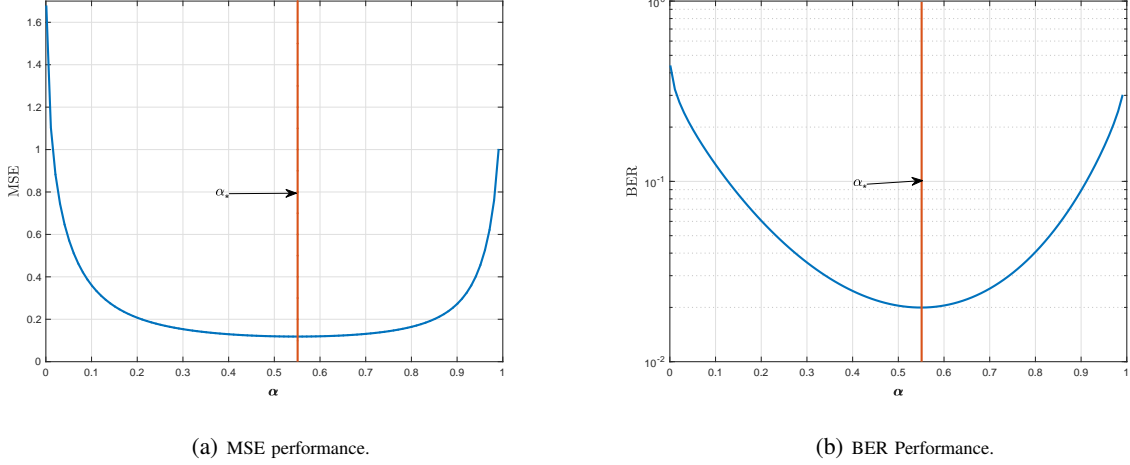 1.6
1.4
1.2
1
0.8
0.6
0.4
0.2
0
MSE
α⋆
0 0.1 0.2 0.3 0.4 0.5 0.6 0.7 0.8 0.9 1
α
(a) MSE performance.
10^0
10^-1
10^-2
BER
α⋆
0 0.1 0.2 0.3 0.4 0.5 0.6 0.7 0.8 0.9 1
α
(b) BER Performance.